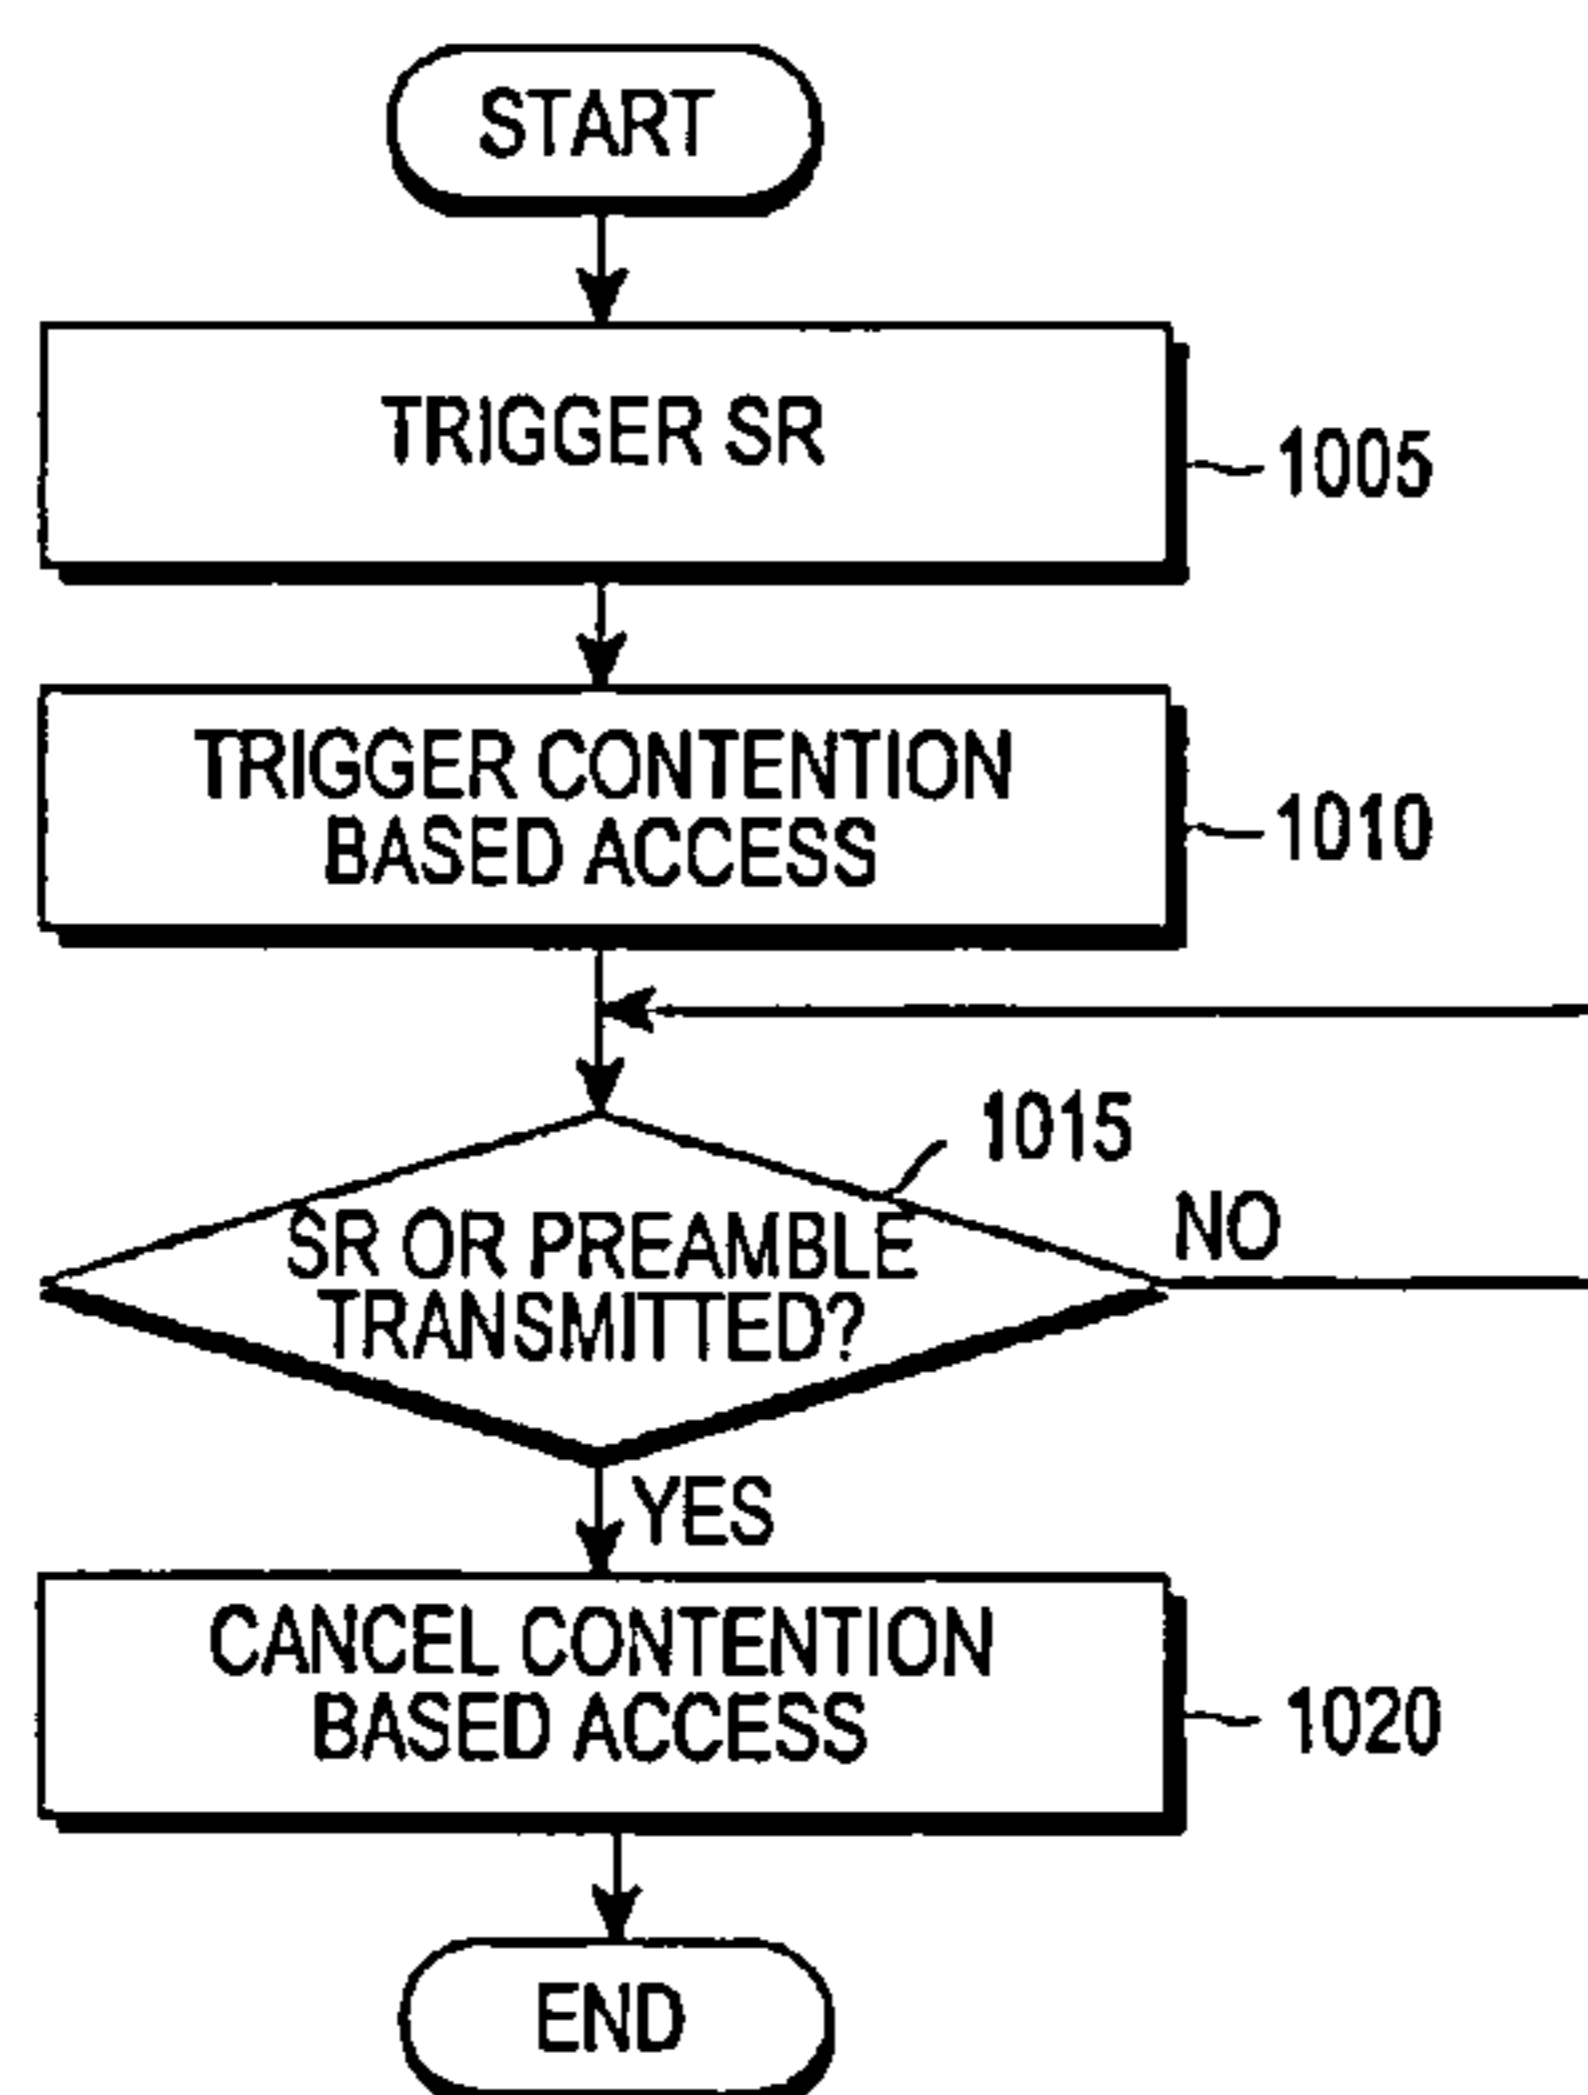 START
TRIGGER SR
1005
TRIGGER CONTENTION
BASED ACCESS
1010
1015
SR OR PREAMBLE
TRANSMITTED?
NO
YES
CANCEL CONTENTION
BASED ACCESS
1020
END